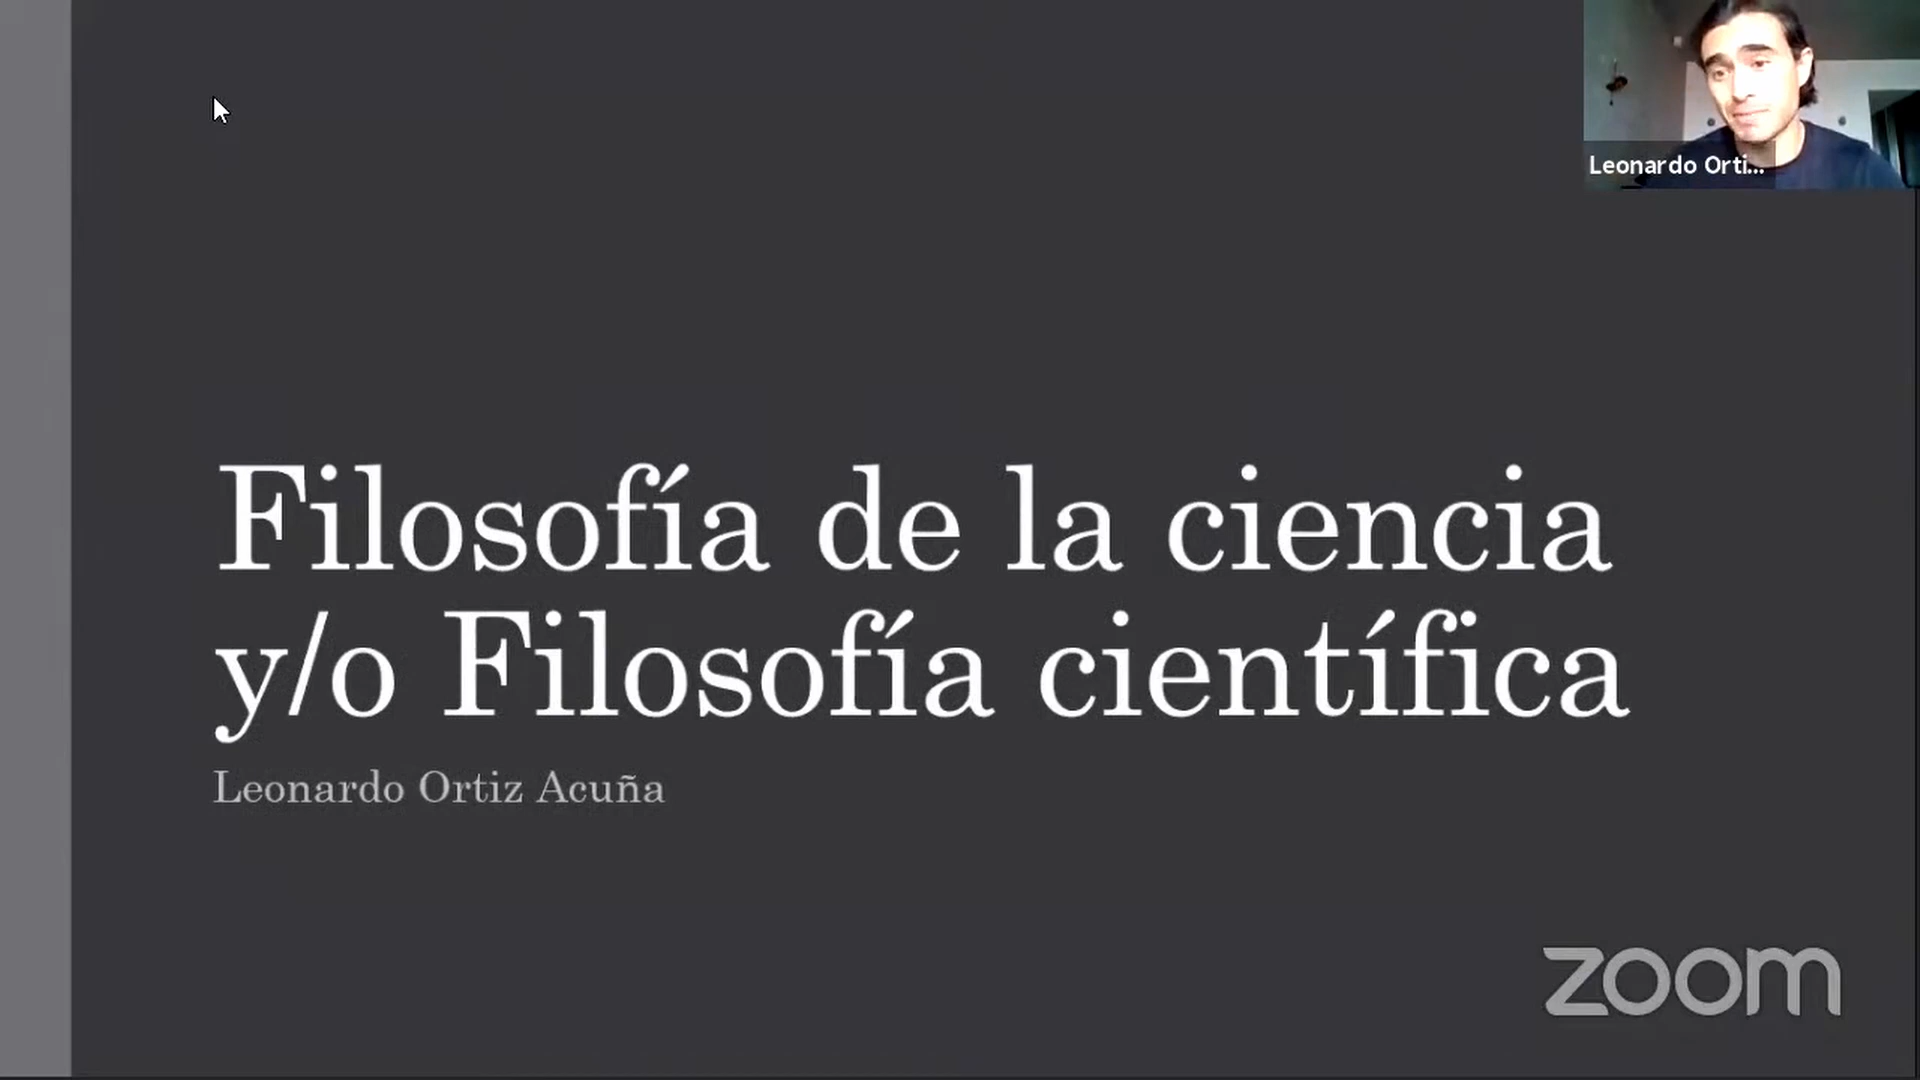 Leonardo Orti...
Filosofía de la ciencia
y/o Filosofía científica
Leonardo Ortiz Acuña
zoom